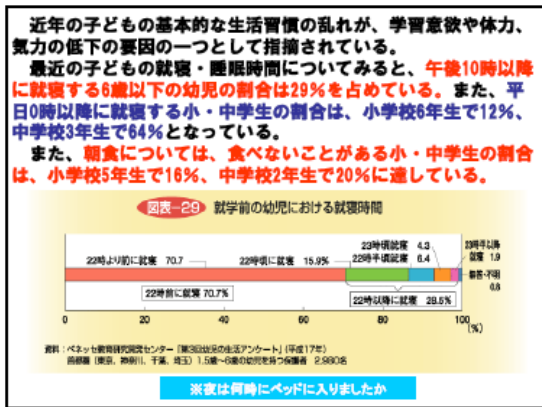 近年の子どもの基本的な生活習慣の乱れが、学習意欲や体力、
気力の低下の要因の一つとして指摘されている。
最近の子どもの就寝・睡眠時間についてみると、午後10時以降
に就寝する6歳以下の幼児の割合は29%を占めている。また、平
日0時以降に就寝する小・中学生の割合は、小学校6年生で12%、
中学校3年生で64%となっている。
また、朝食については、食べないことがある小・中学生の割合
は、小学校5年生で16%、中学校2年生で20%に達している。
図表-29 就学前の幼児における就寝時間
23時頃就寝 4.3
23時半以降
22時より前に就寝 70.7
22時頃に就寝 15.9%
22時半頃就寝 6.4
就寝 1.9
無答・不明
0.8
22時前に就寝 70.7%
22時以降に就寝 28.5%
0 20 40 60 80 100
(%)
資料:ベネッセ教育研究開発センター「第3回幼児の生活アンケート」(平成17年)
首都圏(東京、神奈川、千葉、埼玉)1.5歳~6歳の幼児を持つ保護者 2,980名
※夜は何時にベッドに入りましたか